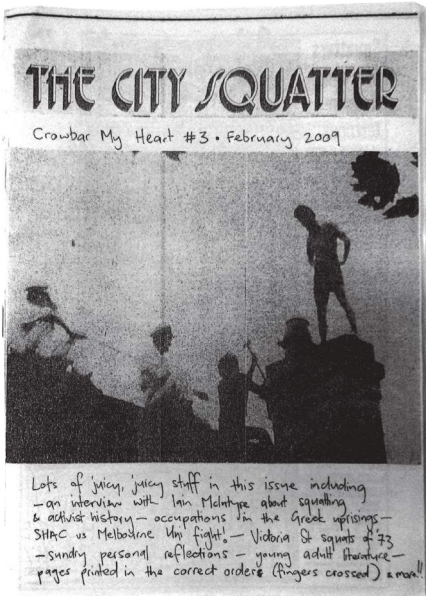 THE CITY SQUATTER
Crowbar My Heart #3 • February 2009
Lots of juicy, juicy stuff in this issue including
– an interview with Iain McIntyre about squatting
& activist history – occupations in the Greek uprisings –
SHAC vs Melbourne Uni fight! – Victoria St squats of '73
– sundry personal reflections – young adult literature –
pages printed in the correct order (fingers crossed) & more!!